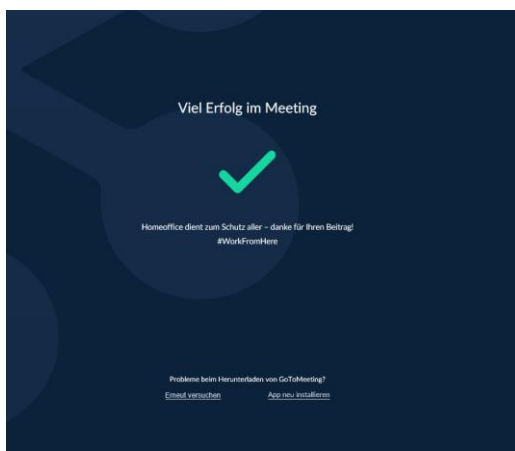 Viel Erfolg im Meeting
Homeoffice dient zum Schutz aller – danke für Ihren Beitrag!
#WorkFromHere
Probleme beim Herunterladen von GoToMeeting?
Erneut versuchen App neu installieren